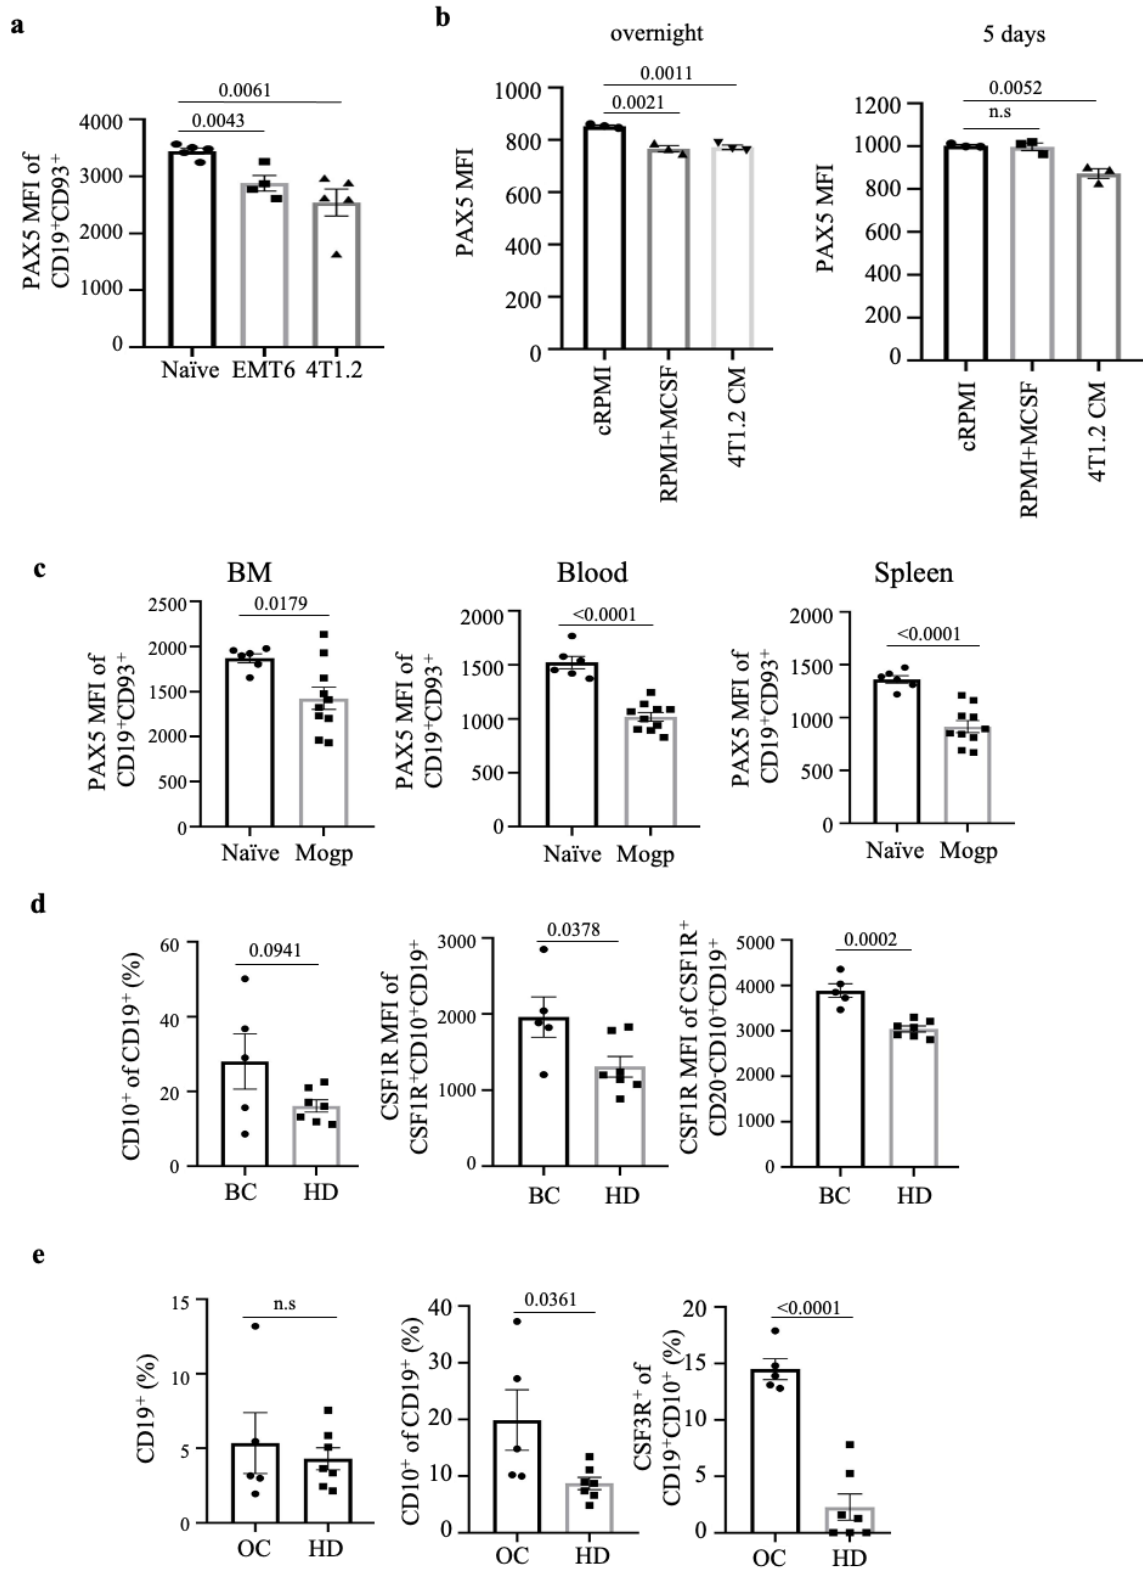 a
0.0061
0.0043
4000
3000
2000
1000
0
PAX5 MFI of
CD19⁺CD93⁺
Naïve EMT6 4T1.2
b
overnight
0.0011
0.0021
1000
800
600
400
200
0
PAX5 MFI
cRPMI
RPMI+MCSF
4T1.2 CM
5 days
0.0052
n.s
1200
1000
800
600
400
200
0
PAX5 MFI
cRPMI
RPMI+MCSF
4T1.2 CM
c
BM
0.0179
2500
2000
1500
2000
500
0
PAX5 MFI of
CD19⁺CD93⁺
Naïve Mogp
Blood
<0.0001
2000
1500
1000
500
0
PAX5 MFI of
CD19⁺CD93⁺
Naïve Mogp
Spleen
<0.0001
2000
1500
1000
500
0
PAX5 MFI of
CD19⁺CD93⁺
Naïve Mogp
d
0.0941
60
40
20
0
CD10⁺ of CD19⁺ (%)
BC HD
0.0378
3000
2000
1000
0
CSF1R MFI of
CSF1R⁺CD10⁺CD19⁺
BC HD
0.0002
5000
4000
3000
2000
1000
0
CSF1R MFI of CSF1R⁺
CD20⁻CD10⁺CD19⁺
BC HD
e
n.s
15
10
5
0
CD19⁺ (%)
OC HD
0.0361
40
30
20
10
0
CD10⁺ of CD19⁺ (%)
OC HD
<0.0001
20
15
10
5
0
CSF3R⁺ of
CD19⁺CD10⁺ (%)
OC HD